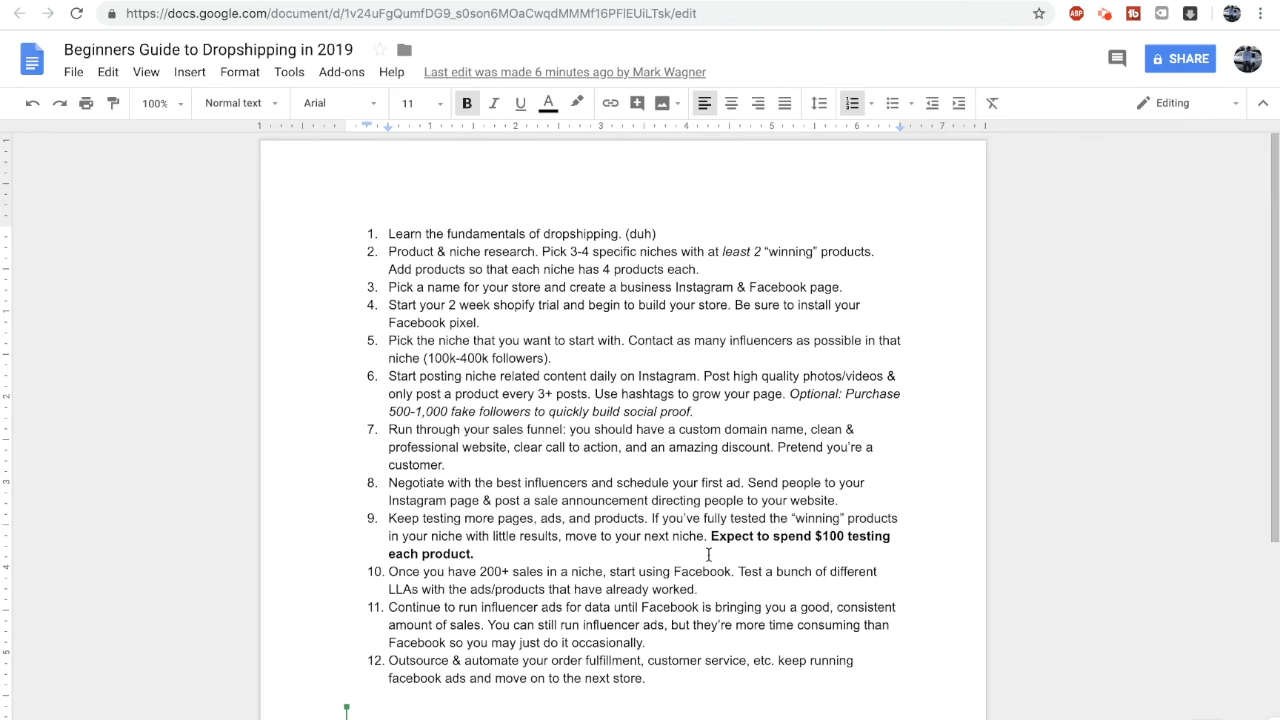 https://docs.google.com/document/d/1v24uFgQumfDG9_s0son6MOaCwqdMMMf16PFIEUiLTsk/edit
ABP
Beginners Guide to Dropshipping in 2019
SHARE
File Edit View Insert Format Tools Add-ons Help Last edit was made 6 minutes ago by Mark Wagner
100% Normal text Arial 11 B I U A Editing
1 1 2 3 4 5 6 7
1. Learn the fundamentals of dropshipping. (duh)
2. Product & niche research. Pick 3-4 specific niches with at least 2 “winning” products.
Add products so that each niche has 4 products each.
3. Pick a name for your store and create a business Instagram & Facebook page.
4. Start your 2 week shopify trial and begin to build your store. Be sure to install your
Facebook pixel.
5. Pick the niche that you want to start with. Contact as many influencers as possible in that
niche (100k-400k followers).
6. Start posting niche related content daily on Instagram. Post high quality photos/videos &
only post a product every 3+ posts. Use hashtags to grow your page. Optional: Purchase
500-1,000 fake followers to quickly build social proof.
7. Run through your sales funnel: you should have a custom domain name, clean &
professional website, clear call to action, and an amazing discount. Pretend you’re a
customer.
8. Negotiate with the best influencers and schedule your first ad. Send people to your
Instagram page & post a sale announcement directing people to your website.
9. Keep testing more pages, ads, and products. If you’ve fully tested the “winning” products
in your niche with little results, move to your next niche. Expect to spend $100 testing
each product.
10. Once you have 200+ sales in a niche, start using Facebook. Test a bunch of different
LLAs with the ads/products that have already worked.
11. Continue to run influencer ads for data until Facebook is bringing you a good, consistent
amount of sales. You can still run influencer ads, but they’re more time consuming than
Facebook so you may just do it occasionally.
12. Outsource & automate your order fulfillment, customer service, etc. keep running
facebook ads and move on to the next store.